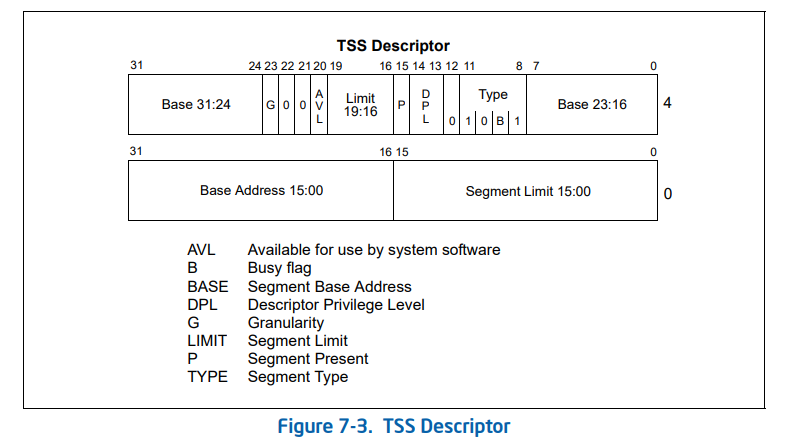 TSS Descriptor
31 24 23 22 21 20 19 16 15 14 13 12 11 8 7 0
Base 31:24 G 0 0 AVL Limit 19:16 P DPL 0 Type 1 0 B 1 Base 23:16 4
31 16 15 0
Base Address 15:00 Segment Limit 15:00 0
AVL Available for use by system software
B Busy flag
BASE Segment Base Address
DPL Descriptor Privilege Level
G Granularity
LIMIT Segment Limit
P Segment Present
TYPE Segment Type
Figure 7-3. TSS Descriptor